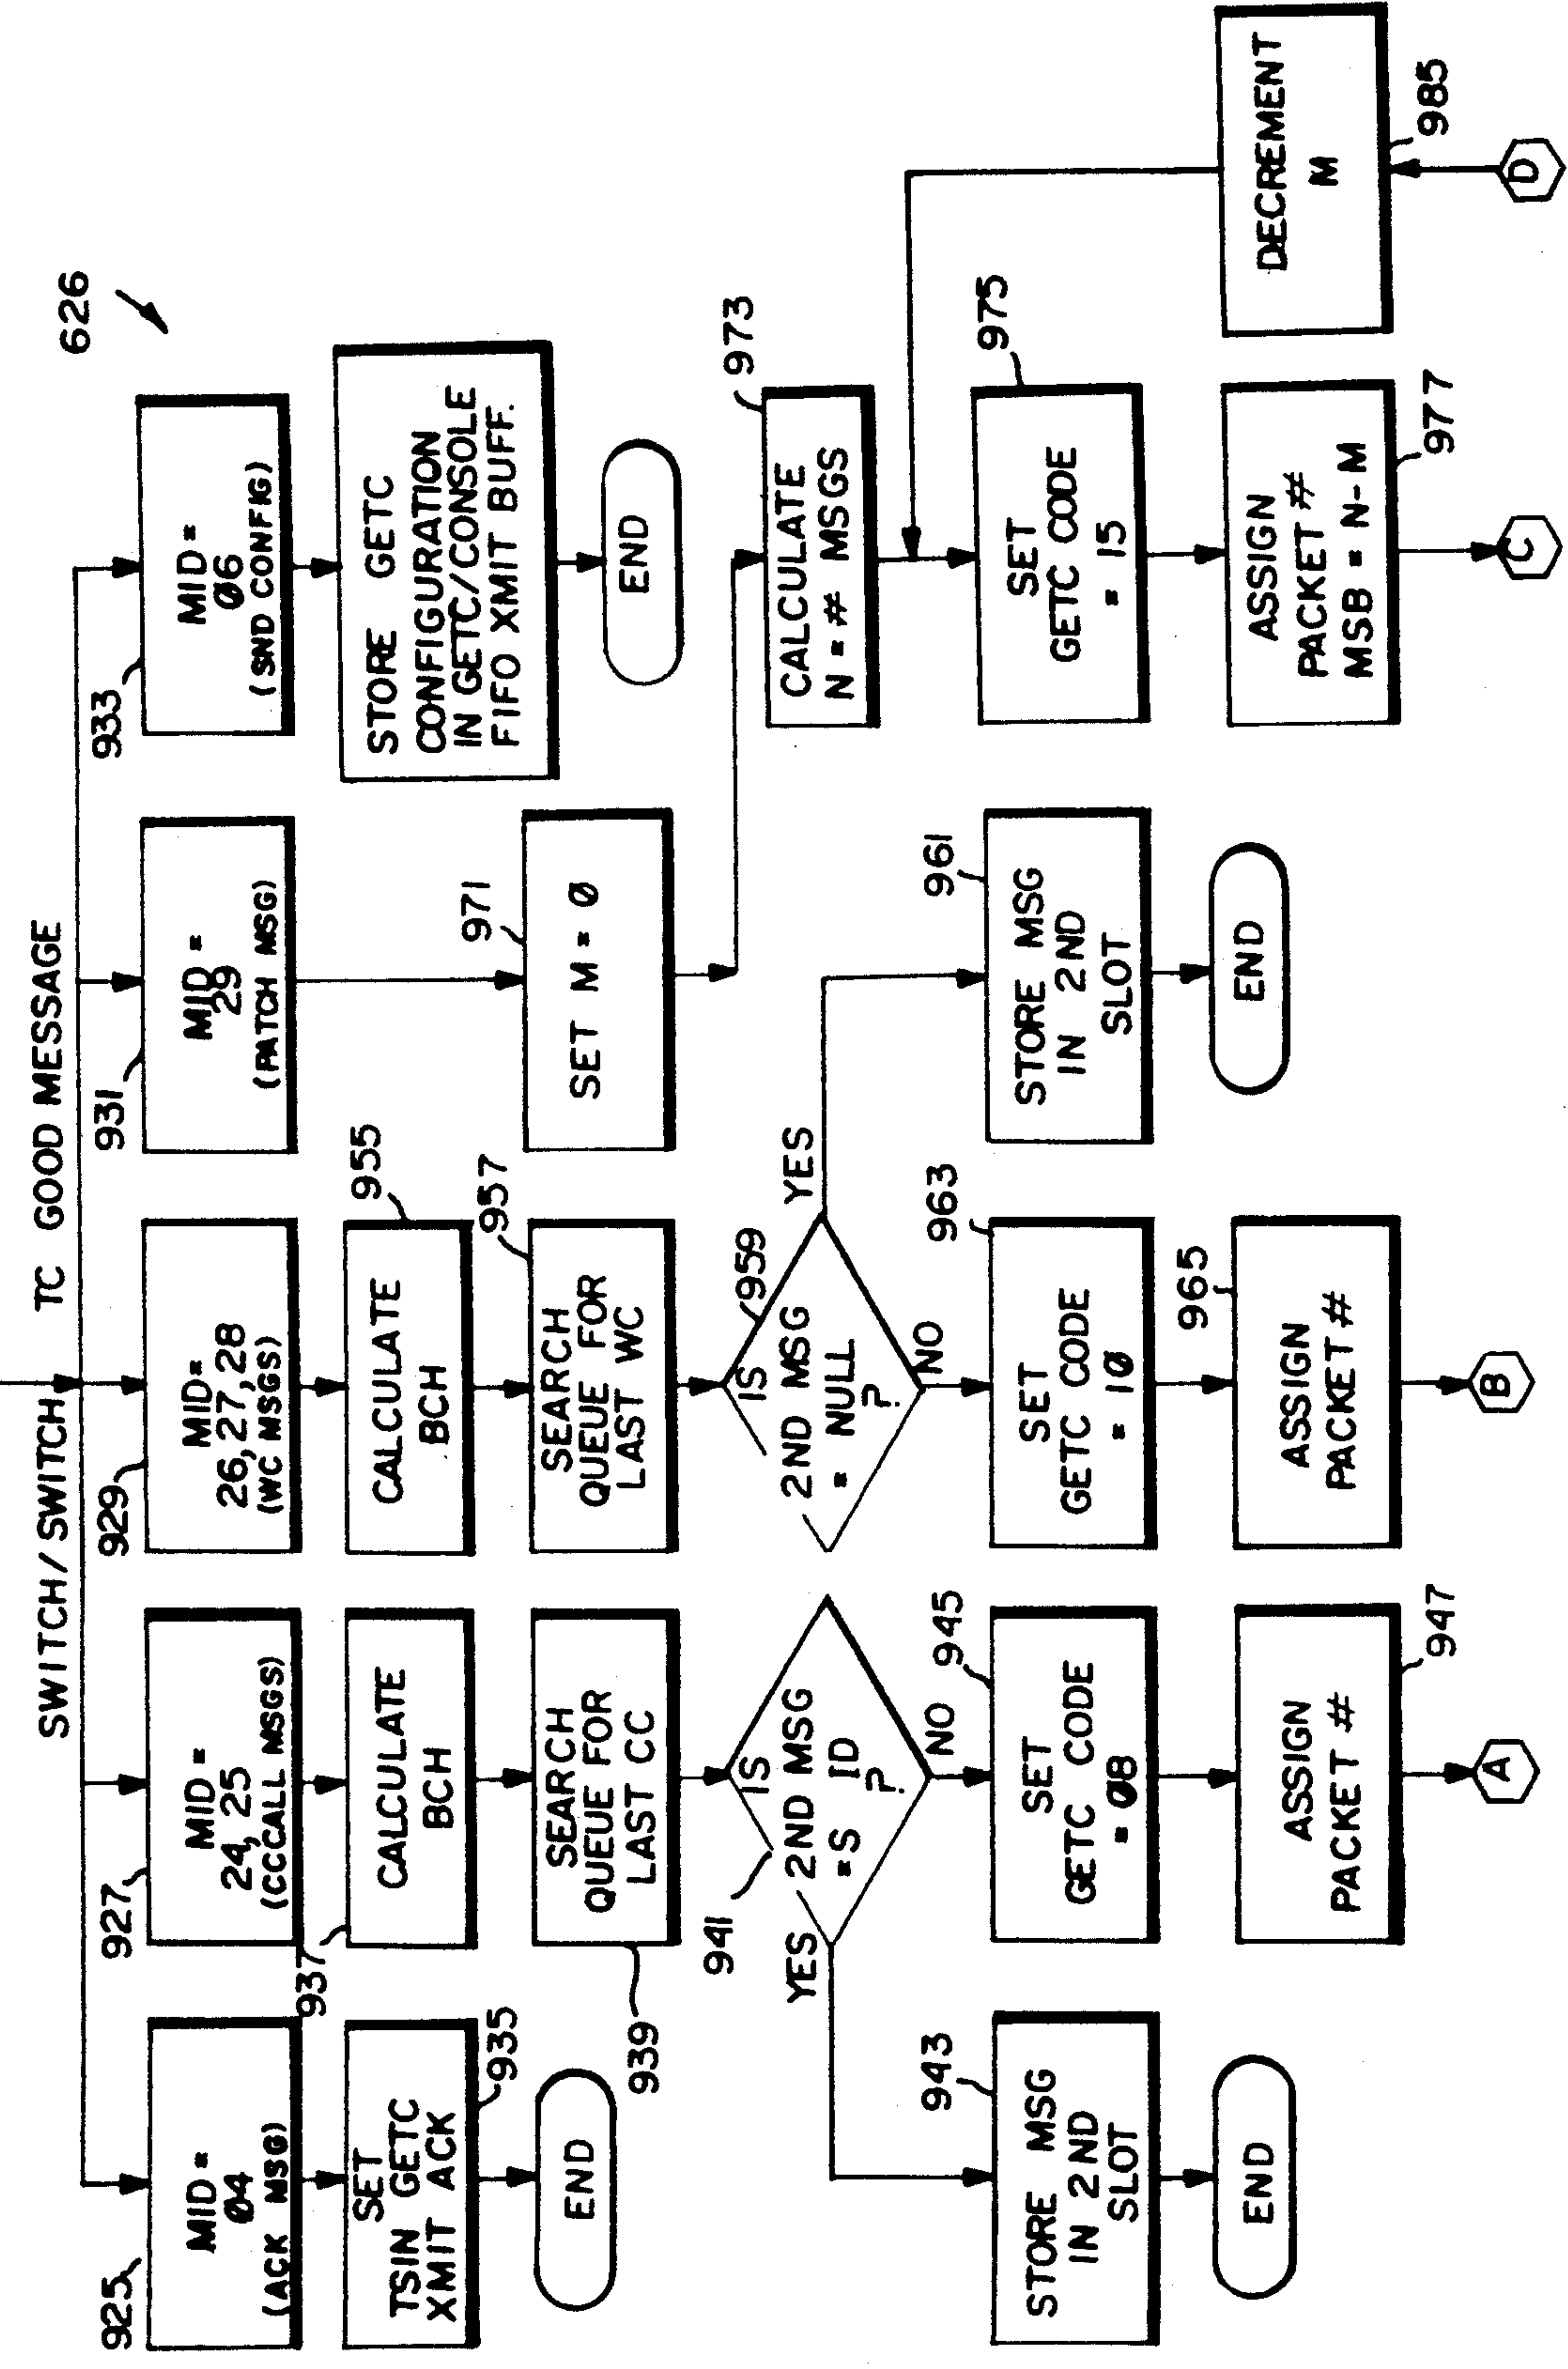 626
SWITCH/SWITCH TC GOOD MESSAGE
925
MID=
04
(ACK MSG)
SET
TSIN GETC
XMIT ACK
935
END
927
MID=
24, 25
(CCCALL MSGS)
937
CALCULATE
BCH
SEARCH
QUEUE FOR
LAST CC
939
941
IS
2ND MSG
=S ID
?
YES
NO
943
STORE MSG
IN 2ND
SLOT
END
945
SET
GETC CODE
= 08
ASSIGN
PACKET #
947
A
929
MID=
26, 27, 28
(WC MSGS)
955
CALCULATE
BCH
957
SEARCH
QUEUE FOR
LAST WC
959
IS
2ND MSG
= NULL
?
YES
NO
961
STORE MSG
IN 2ND
SLOT
END
963
SET
GETC CODE
= 10
965
ASSIGN
PACKET #
B
931
MID=
29
(PATCH MSG)
971
SET M = 0
933
MID=
06
(SND CONFIG)
STORE GETC
CONFIGURATION
IN GETC/CONSOLE
FIFO XMIT BUFF.
END
973
CALCULATE
N = # MSGS
975
SET
GETC CODE
= 15
ASSIGN
PACKET #
MSB = N-M
977
C
DECREMENT
M
985
D